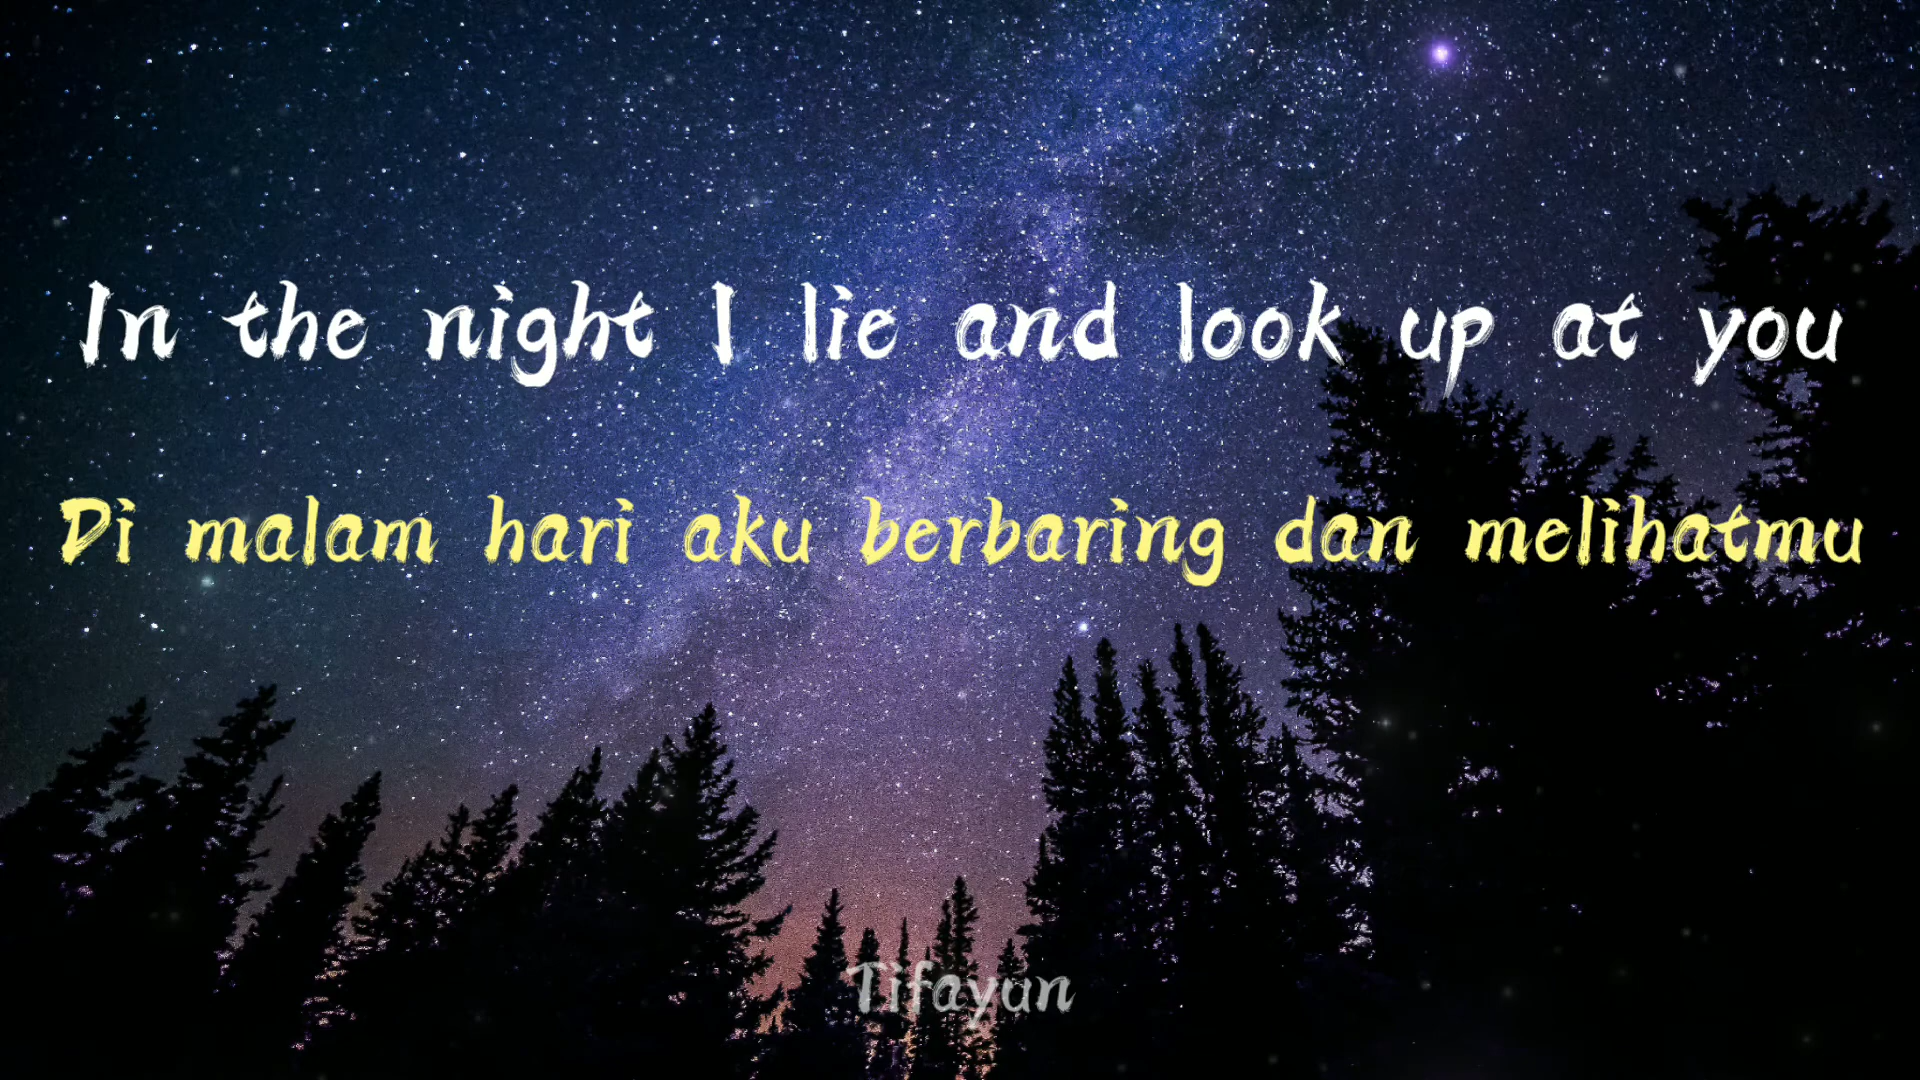 In the night I lie and look up at you
Di malam hari aku berbaring dan melihatmu
Tifayun